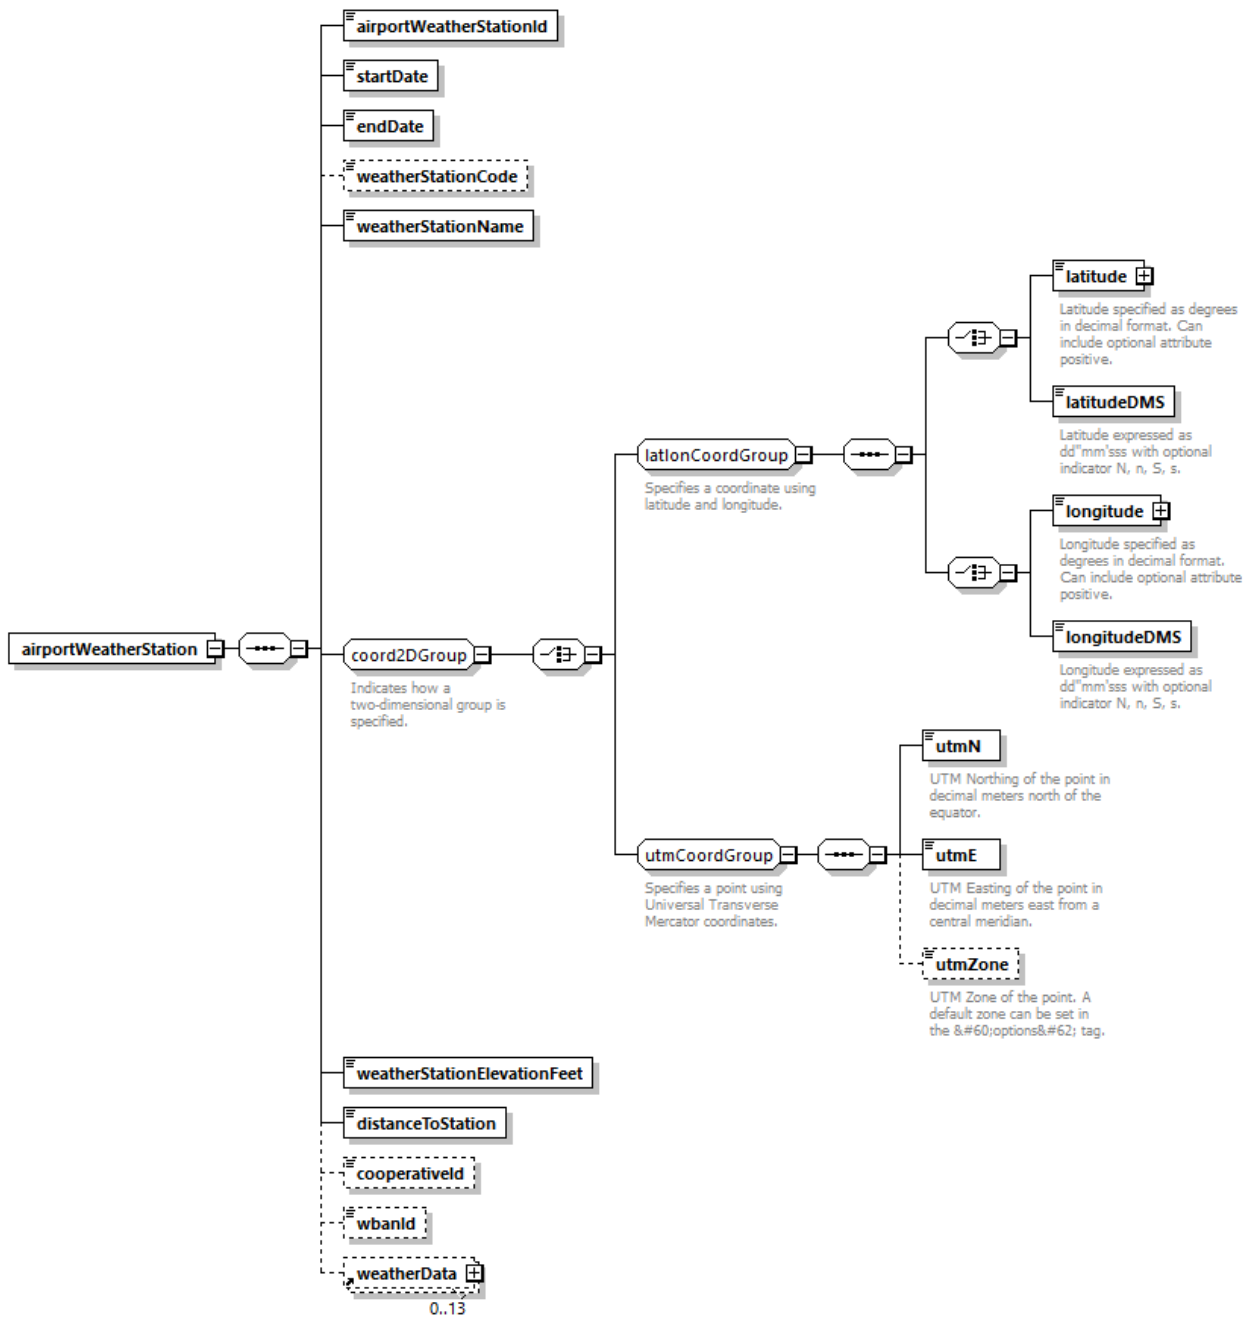 airportWeatherStationId
startDate
endDate
weatherStationCode
weatherStationName
latitude
Latitude specified as degrees
in decimal format. Can
include optional attribute
positive.
latitudeDMS
Latitude expressed as
dd"mm'sss with optional
indicator N, n, S, s.
latlonCoordGroup
Specifies a coordinate using
latitude and longitude.
longitude
Longitude specified as
degrees in decimal format.
Can include optional attribute
positive.
longitudeDMS
Longitude expressed as
dd"mm'sss with optional
indicator N, n, S, s.
airportWeatherStation
coord2DGroup
Indicates how a
two-dimensional group is
specified.
utmN
UTM Northing of the point in
decimal meters north of the
equator.
utmCoordGroup
Specifies a point using
Universal Transverse
Mercator coordinates.
utmE
UTM Easting of the point in
decimal meters east from a
central meridian.
utmZone
UTM Zone of the point. A
default zone can be set in
the &#60;options&#62; tag.
weatherStationElevationFeet
distanceToStation
cooperativeId
wbanId
weatherData
0..13